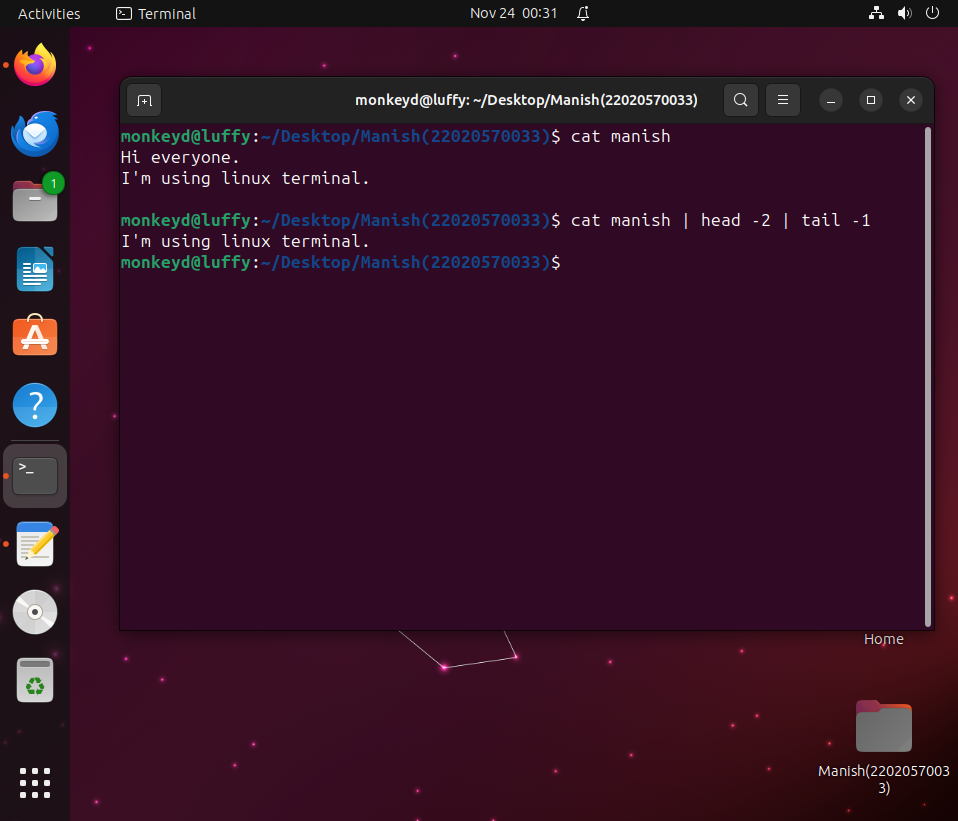 Activities Terminal Nov 24 00:31
monkeyd@luffy: ~/Desktop/Manish(22020570033)
monkeyd@luffy:~/Desktop/Manish(22020570033)$ cat manish
Hi everyone.
I'm using linux terminal.
monkeyd@luffy:~/Desktop/Manish(22020570033)$ cat manish | head -2 | tail -1
I'm using linux terminal.
monkeyd@luffy:~/Desktop/Manish(22020570033)$
1
?
>_
Home
Manish(2202057003
3)